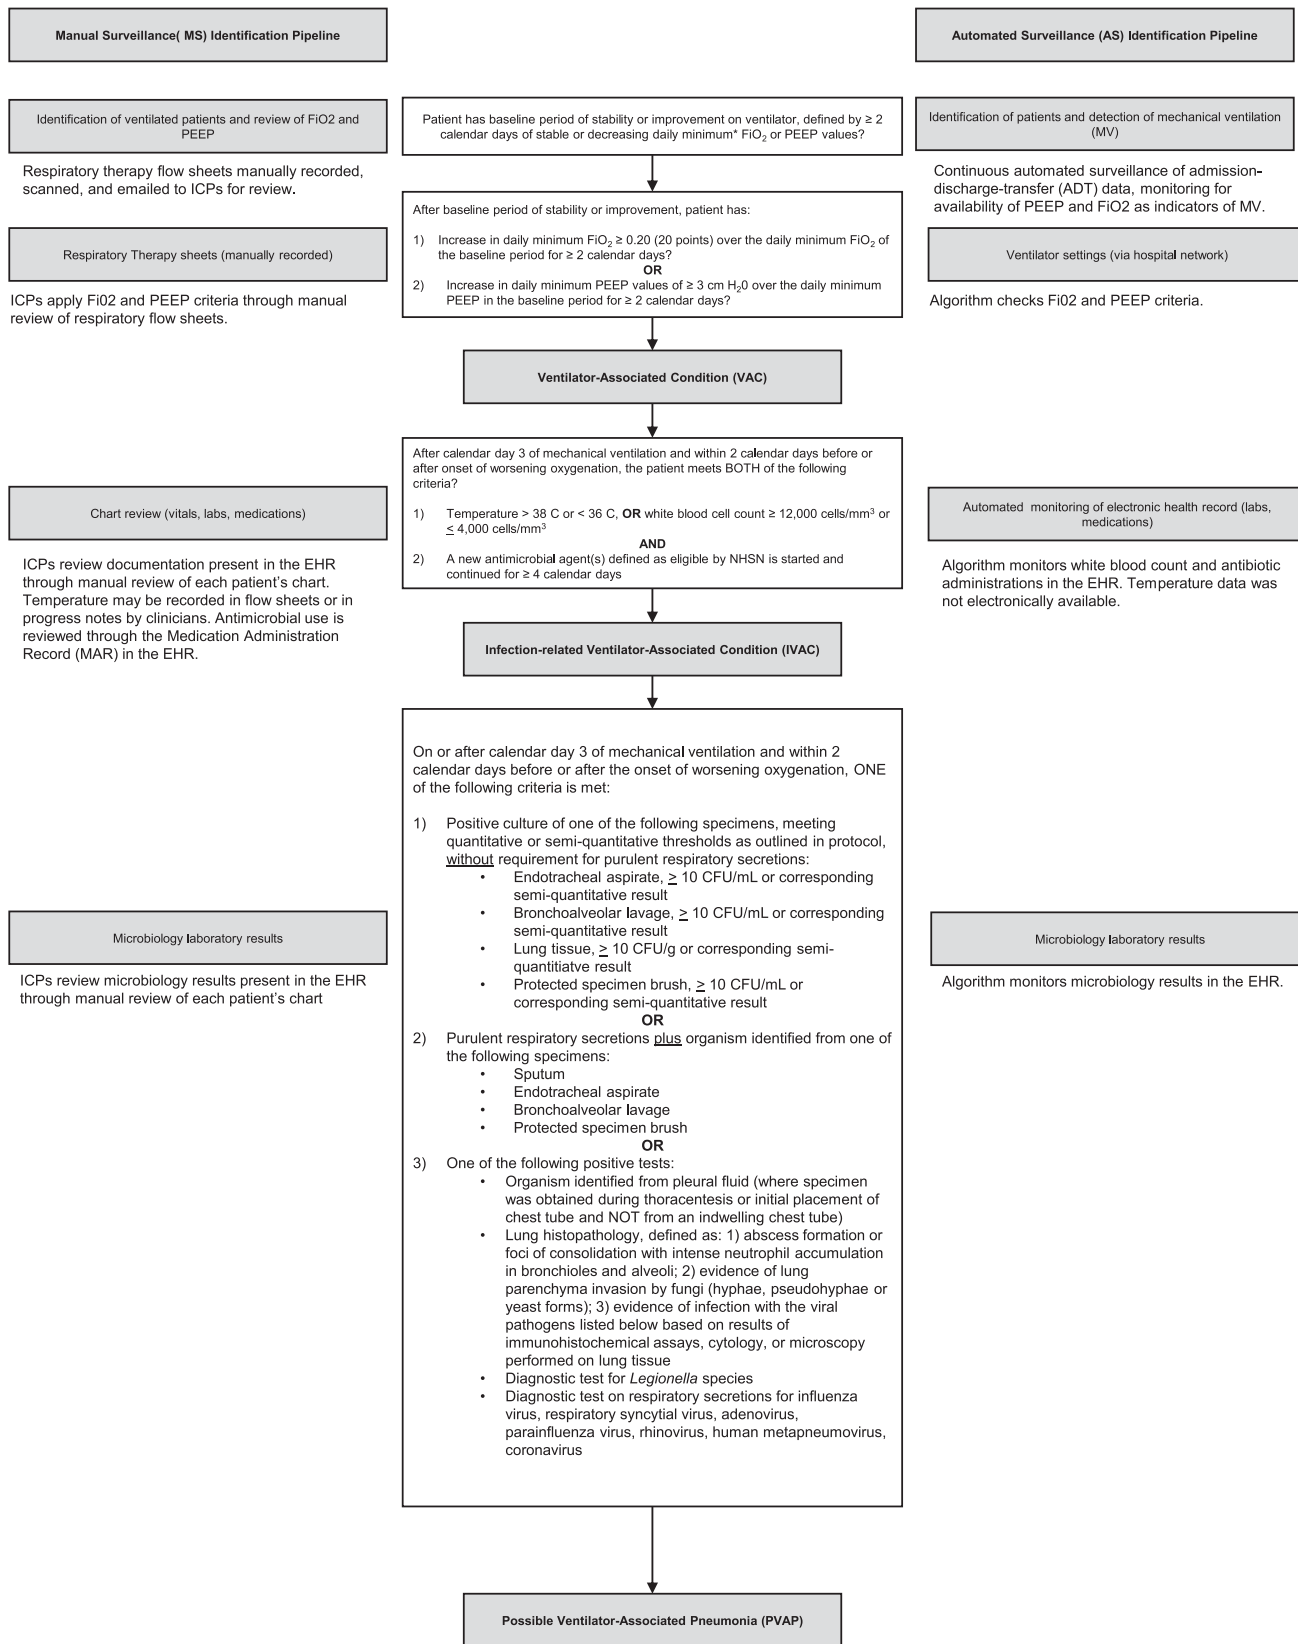 Manual Surveillance( MS) Identification Pipeline
Automated Surveillance (AS) Identification Pipeline
Identification of ventilated patients and review of FiO2 and
PEEP
Patient has baseline period of stability or improvement on ventilator, defined by ≥ 2
calendar days of stable or decreasing daily minimum* FiO₂ or PEEP values?
Identification of patients and detection of mechanical ventilation
(MV)
Respiratory therapy flow sheets manually recorded,
scanned, and emailed to ICPs for review.
Continuous automated surveillance of admission-
discharge-transfer (ADT) data, monitoring for
availability of PEEP and FiO2 as indicators of MV.
After baseline period of stability or improvement, patient has:
1) Increase in daily minimum FiO₂ ≥ 0.20 (20 points) over the daily minimum FiO₂ of
the baseline period for ≥ 2 calendar days?
OR
2) Increase in daily minimum PEEP values of ≥ 3 cm H₂0 over the daily minimum
PEEP in the baseline period for ≥ 2 calendar days?
Respiratory Therapy sheets (manually recorded)
Ventilator settings (via hospital network)
ICPs apply Fi02 and PEEP criteria through manual
review of respiratory flow sheets.
Algorithm checks Fi02 and PEEP criteria.
Ventilator-Associated Condition (VAC)
After calendar day 3 of mechanical ventilation and within 2 calendar days before or
after onset of worsening oxygenation, the patient meets BOTH of the following
criteria?
1) Temperature > 38 C or < 36 C, OR white blood cell count ≥ 12,000 cells/mm³ or
≤ 4,000 cells/mm³
AND
2) A new antimicrobial agent(s) defined as eligible by NHSN is started and
continued for ≥ 4 calendar days
Chart review (vitals, labs, medications)
Automated monitoring of electronic health record (labs,
medications)
ICPs review documentation present in the EHR
through manual review of each patient's chart.
Temperature may be recorded in flow sheets or in
progress notes by clinicians. Antimicrobial use is
reviewed through the Medication Administration
Record (MAR) in the EHR.
Algorithm monitors white blood count and antibiotic
administrations in the EHR. Temperature data was
not electronically available.
Infection-related Ventilator-Associated Condition (IVAC)
On or after calendar day 3 of mechanical ventilation and within 2
calendar days before or after the onset of worsening oxygenation, ONE
of the following criteria is met:
1) Positive culture of one of the following specimens, meeting
quantitative or semi-quantitative thresholds as outlined in protocol,
without requirement for purulent respiratory secretions:
• Endotracheal aspirate, ≥ 10 CFU/mL or corresponding
semi-quantitative result
• Bronchoalveolar lavage, ≥ 10 CFU/mL or corresponding
semi-quantitative result
• Lung tissue, ≥ 10 CFU/g or corresponding semi-
quantitiatve result
• Protected specimen brush, ≥ 10 CFU/mL or
corresponding semi-quantitative result
OR
2) Purulent respiratory secretions plus organism identified from one of
the following specimens:
• Sputum
• Endotracheal aspirate
• Bronchoalveolar lavage
• Protected specimen brush
OR
3) One of the following positive tests:
• Organism identified from pleural fluid (where specimen
was obtained during thoracentesis or initial placement of
chest tube and NOT from an indwelling chest tube)
• Lung histopathology, defined as: 1) abscess formation or
foci of consolidation with intense neutrophil accumulation
in bronchioles and alveoli; 2) evidence of lung
parenchyma invasion by fungi (hyphae, pseudohyphae or
yeast forms); 3) evidence of infection with the viral
pathogens listed below based on results of
immunohistochemical assays, cytology, or microscopy
performed on lung tissue
• Diagnostic test for Legionella species
• Diagnostic test on respiratory secretions for influenza
virus, respiratory syncytial virus, adenovirus,
parainfluenza virus, rhinovirus, human metapneumovirus,
coronavirus
Microbiology laboratory results
Microbiology laboratory results
ICPs review microbiology results present in the EHR
through manual review of each patient's chart
Algorithm monitors microbiology results in the EHR.
Possible Ventilator-Associated Pneumonia (PVAP)